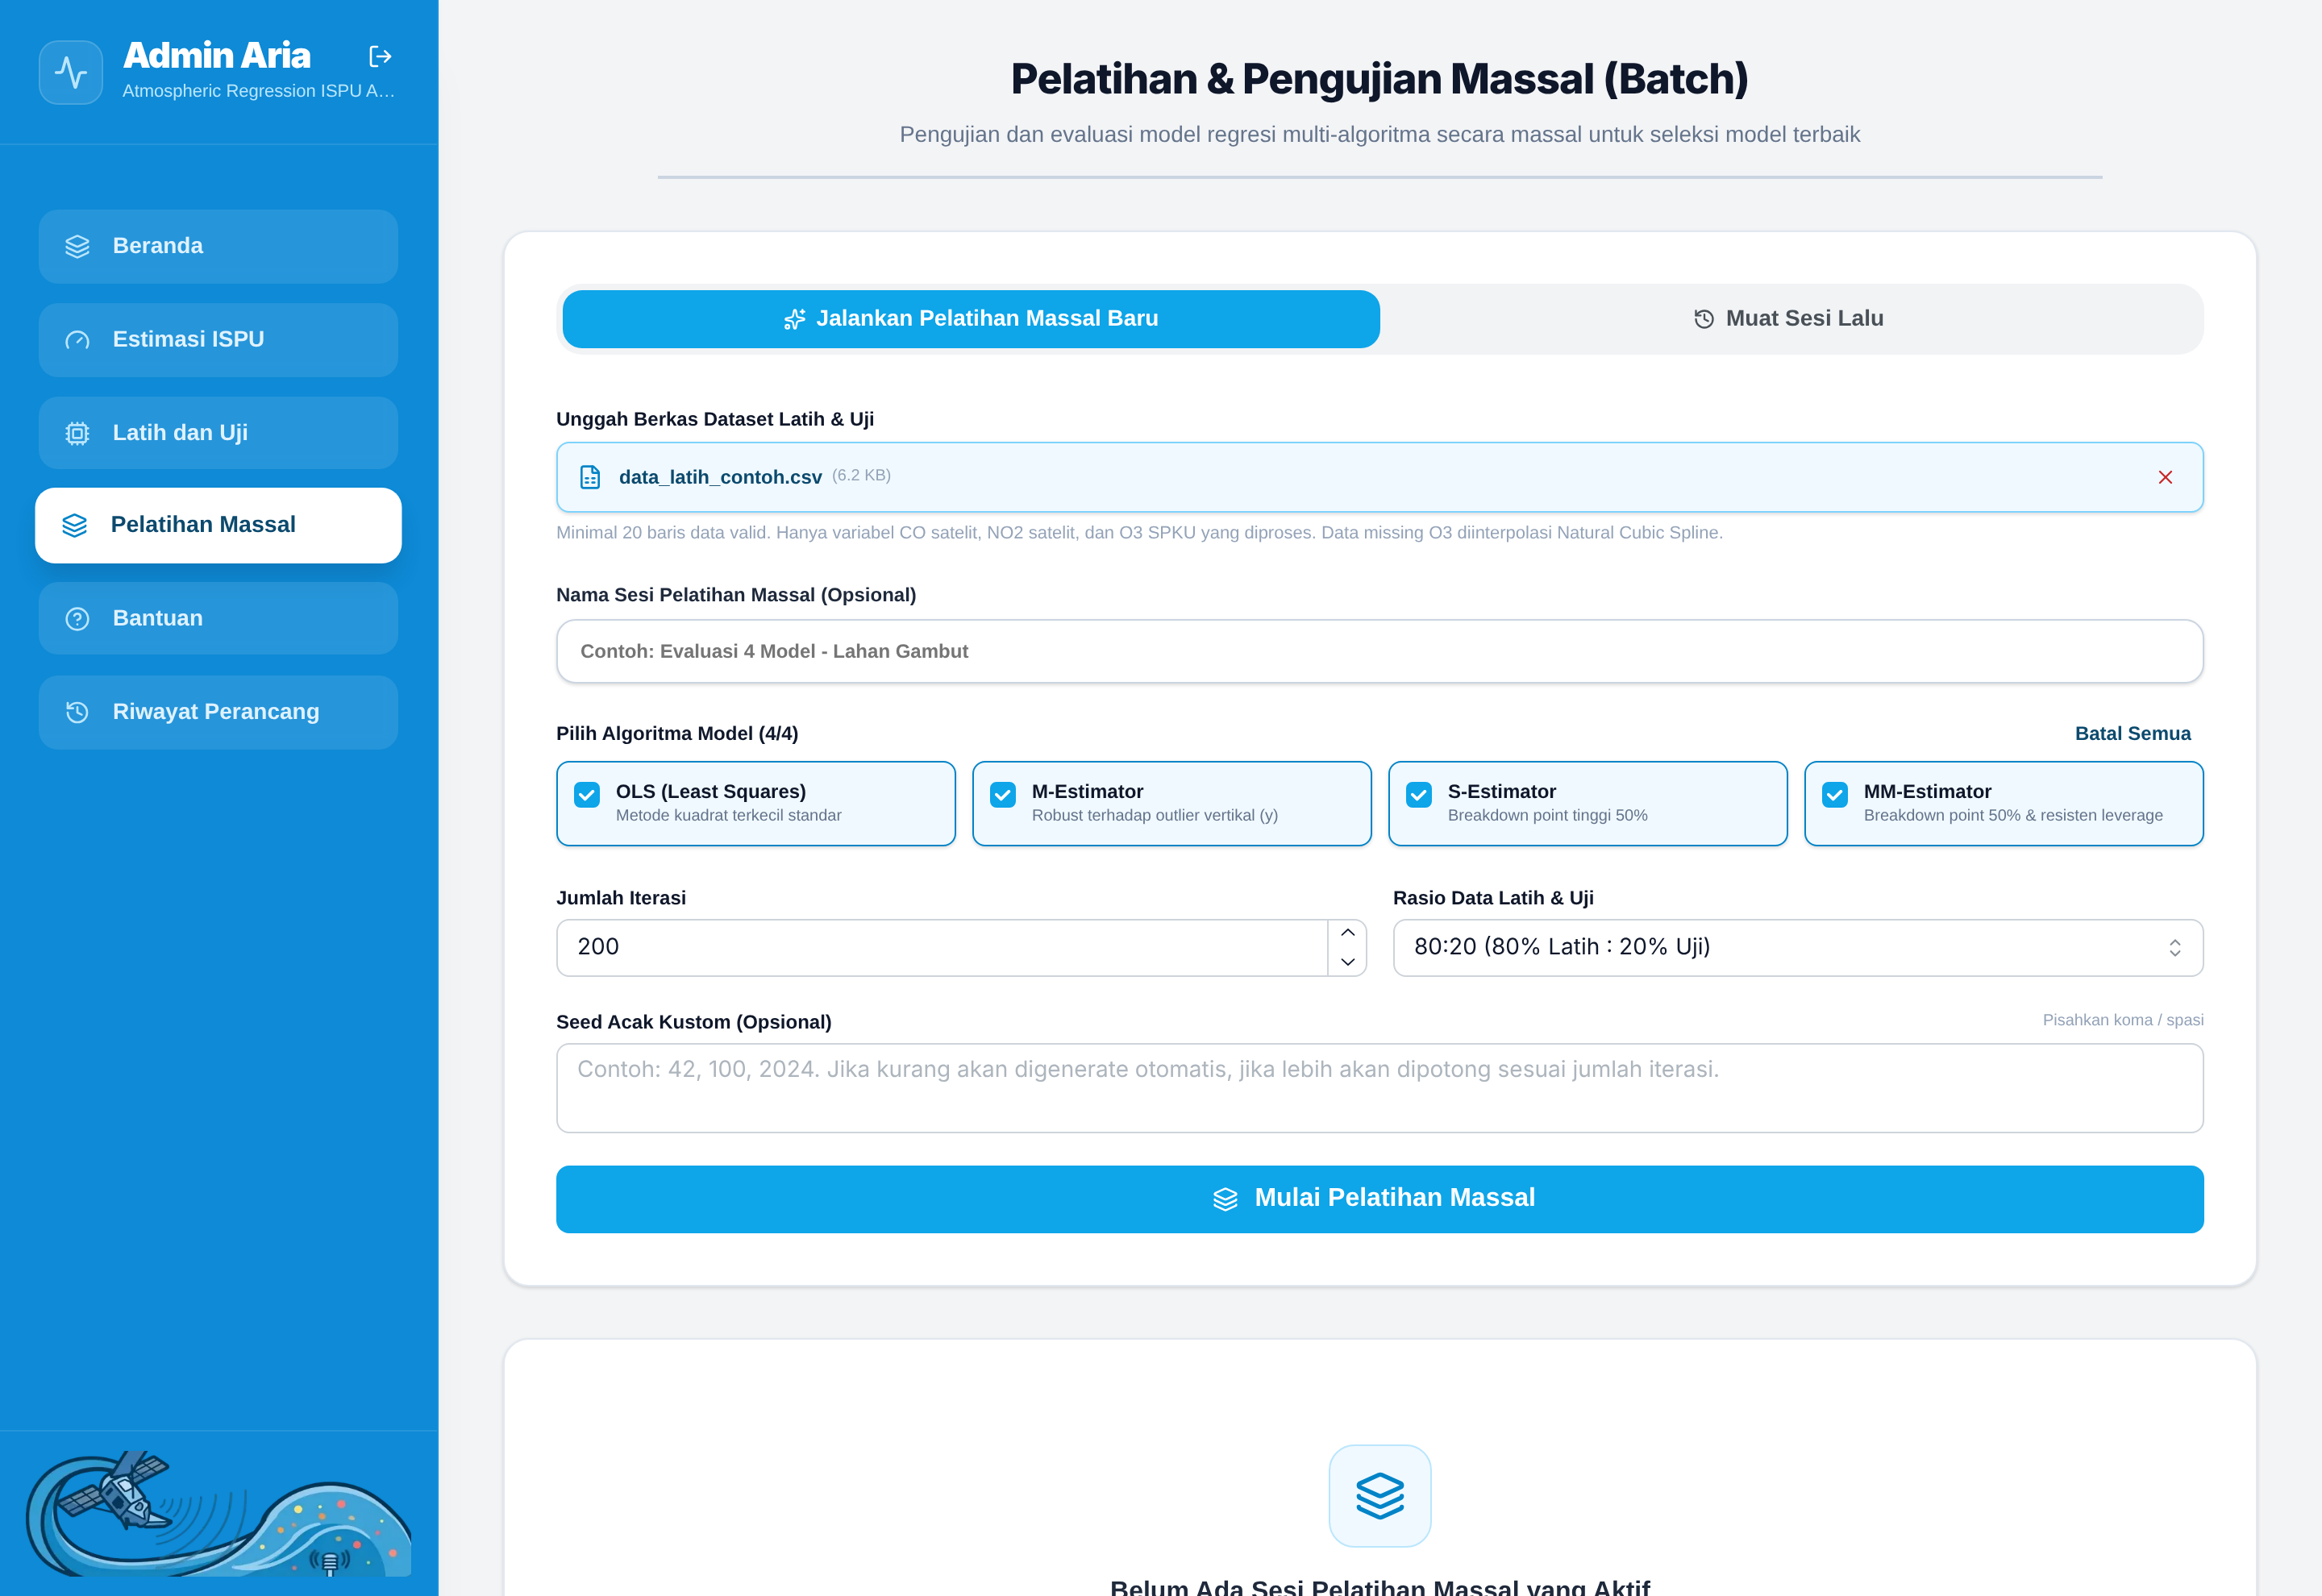 Admin Aria
Atmospheric Regression ISPU A...
Beranda
Estimasi ISPU
Latih dan Uji
Pelatihan Massal
Bantuan
Riwayat Perancang
Pelatihan & Pengujian Massal (Batch)
Pengujian dan evaluasi model regresi multi-algoritma secara massal untuk seleksi model terbaik
Jalankan Pelatihan Massal Baru
Muat Sesi Lalu
Unggah Berkas Dataset Latih & Uji
data_latih_contoh.csv (6.2 KB)
Minimal 20 baris data valid. Hanya variabel CO satelit, NO2 satelit, dan O3 SPKU yang diproses. Data missing O3 diinterpolasi Natural Cubic Spline.
Nama Sesi Pelatihan Massal (Opsional)
Contoh: Evaluasi 4 Model - Lahan Gambut
Pilih Algoritma Model (4/4)
Batal Semua
OLS (Least Squares)
Metode kuadrat terkecil standar
M-Estimator
Robust terhadap outlier vertikal (y)
S-Estimator
Breakdown point tinggi 50%
MM-Estimator
Breakdown point 50% & resisten leverage
Jumlah Iterasi
200
Rasio Data Latih & Uji
80:20 (80% Latih : 20% Uji)
Seed Acak Kustom (Opsional)
Pisahkan koma / spasi
Contoh: 42, 100, 2024. Jika kurang akan digenerate otomatis, jika lebih akan dipotong sesuai jumlah iterasi.
Mulai Pelatihan Massal
Belum Ada Sesi Pelatihan Massal yang Aktif